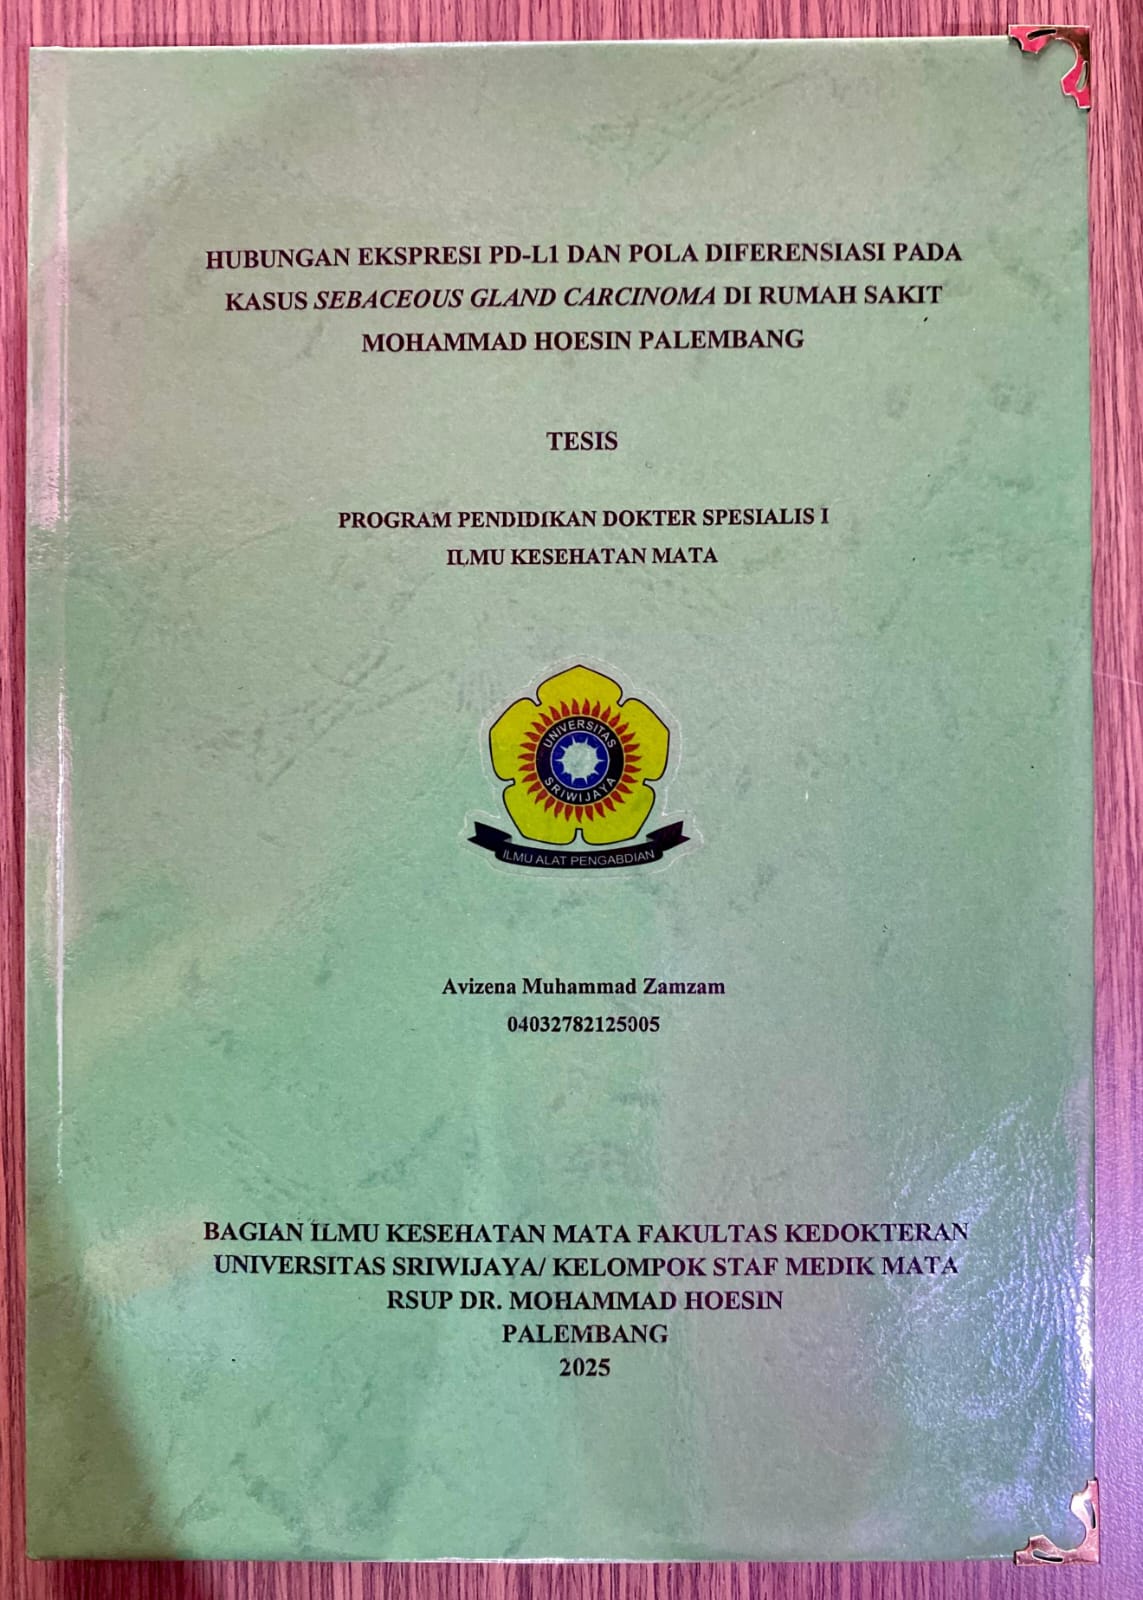 HUBUNGAN EKSPRESI PD-L1 DAN POLA DIFERENSIASI PADA
KASUS SEBACEOUS GLAND CARCINOMA DI RUMAH SAKIT
MOHAMMAD HOESIN PALEMBANG
TESIS
PROGRAM PENDIDIKAN DOKTER SPESIALIS I
ILMU KESEHATAN MATA
UNIVERSITAS
SRIWIJAYA
ILMU ALAT PENGABDIAN
Avizena Muhammad Zamzam
04032782125005
BAGIAN ILMU KESEHATAN MATA FAKULTAS KEDOKTERAN
UNIVERSITAS SRIWIJAYA/ KELOMPOK STAF MEDIK MATA
RSUP DR. MOHAMMAD HOESIN
PALEMBANG
2025